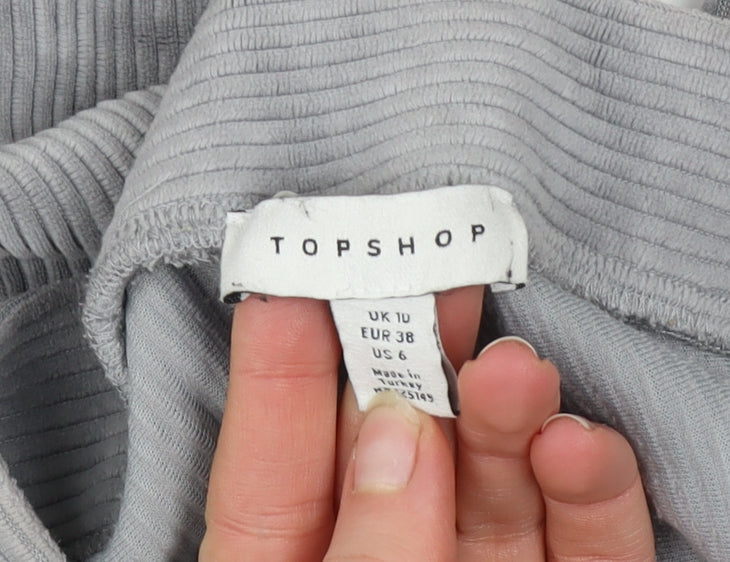 TOPSHOP
UK 10
EUR 38
US 6
Made in
Turkey